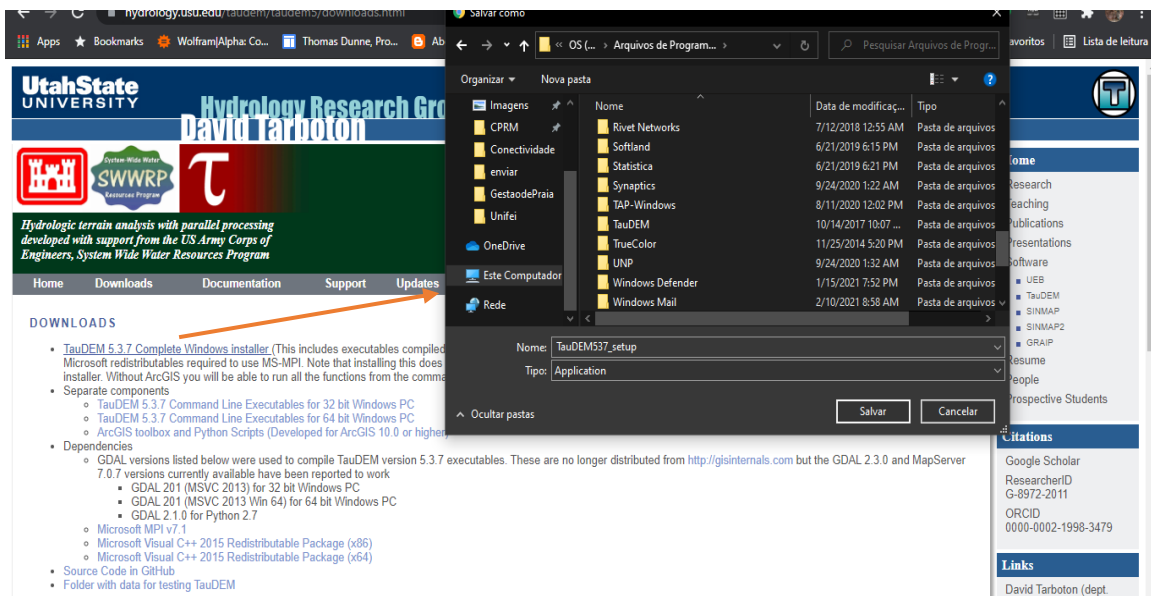 hydrology.usu.edu/taudem/taudem5/downloads.html
Apps
Bookmarks
Wolfram|Alpha: Co...
Thomas Dunne, Pro...
Ab
avoritos
Lista de leitura
Salvar como
« OS (... › Arquivos de Program... ›
Pesquisar Arquivos de Progr...
Organizar
Nova pasta
Imagens
CPRM
Conectividade
enviar
GestaodePraia
Unifei
OneDrive
Este Computador
Rede
Nome Data de modificaç... Tipo
Rivet Networks 7/12/2018 12:55 AM Pasta de arquivos
Softland 6/21/2019 6:15 PM Pasta de arquivos
Statistica 6/21/2019 6:21 PM Pasta de arquivos
Synaptics 9/24/2020 1:22 AM Pasta de arquivos
TAP-Windows 8/11/2020 12:02 PM Pasta de arquivos
TauDEM 10/14/2017 10:07 ... Pasta de arquivos
TrueColor 11/25/2014 5:20 PM Pasta de arquivos
UNP 9/24/2020 1:32 AM Pasta de arquivos
Windows Defender 1/15/2021 7:52 PM Pasta de arquivos
Windows Mail 2/10/2021 8:58 AM Pasta de arquivos
Nome: TauDEM537_setup
Tipo: Application
Ocultar pastas
Salvar
Cancelar
UtahState
UNIVERSITY
Hydrology Research Gro
David Tarboton
System-Wide Water
SWWRP
Resources Program
τ
Hydrologic terrain analysis with parallel processing
developed with support from the US Army Corps of
Engineers, System Wide Water Resources Program
Home Downloads Documentation Support Updates
DOWNLOADS
TauDEM 5.3.7 Complete Windows installer (This includes executables compiled
Microsoft redistributables required to use MS-MPI. Note that installing this does
installer. Without ArcGIS you will be able to run all the functions from the comma
Separate components
TauDEM 5.3.7 Command Line Executables for 32 bit Windows PC
TauDEM 5.3.7 Command Line Executables for 64 bit Windows PC
ArcGIS toolbox and Python Scripts (Developed for ArcGIS 10.0 or higher)
Dependencies
GDAL versions listed below were used to compile TauDEM version 5.3.7 executables. These are no longer distributed from http://gisinternals.com but the GDAL 2.3.0 and MapServer
7.0.7 versions currently available have been reported to work
GDAL 201 (MSVC 2013) for 32 bit Windows PC
GDAL 201 (MSVC 2013 Win 64) for 64 bit Windows PC
GDAL 2.1.0 for Python 2.7
Microsoft MPI v7.1
Microsoft Visual C++ 2015 Redistributable Package (x86)
Microsoft Visual C++ 2015 Redistributable Package (x64)
Source Code in GitHub
Folder with data for testing TauDEM
T
ome
Research
eaching
Publications
Presentations
Software
UEB
TauDEM
SINMAP
SINMAP2
GRAIP
Resume
People
Prospective Students
Citations
Google Scholar
ResearcherID
G-8972-2011
ORCID
0000-0002-1998-3479
Links
David Tarboton (dept.